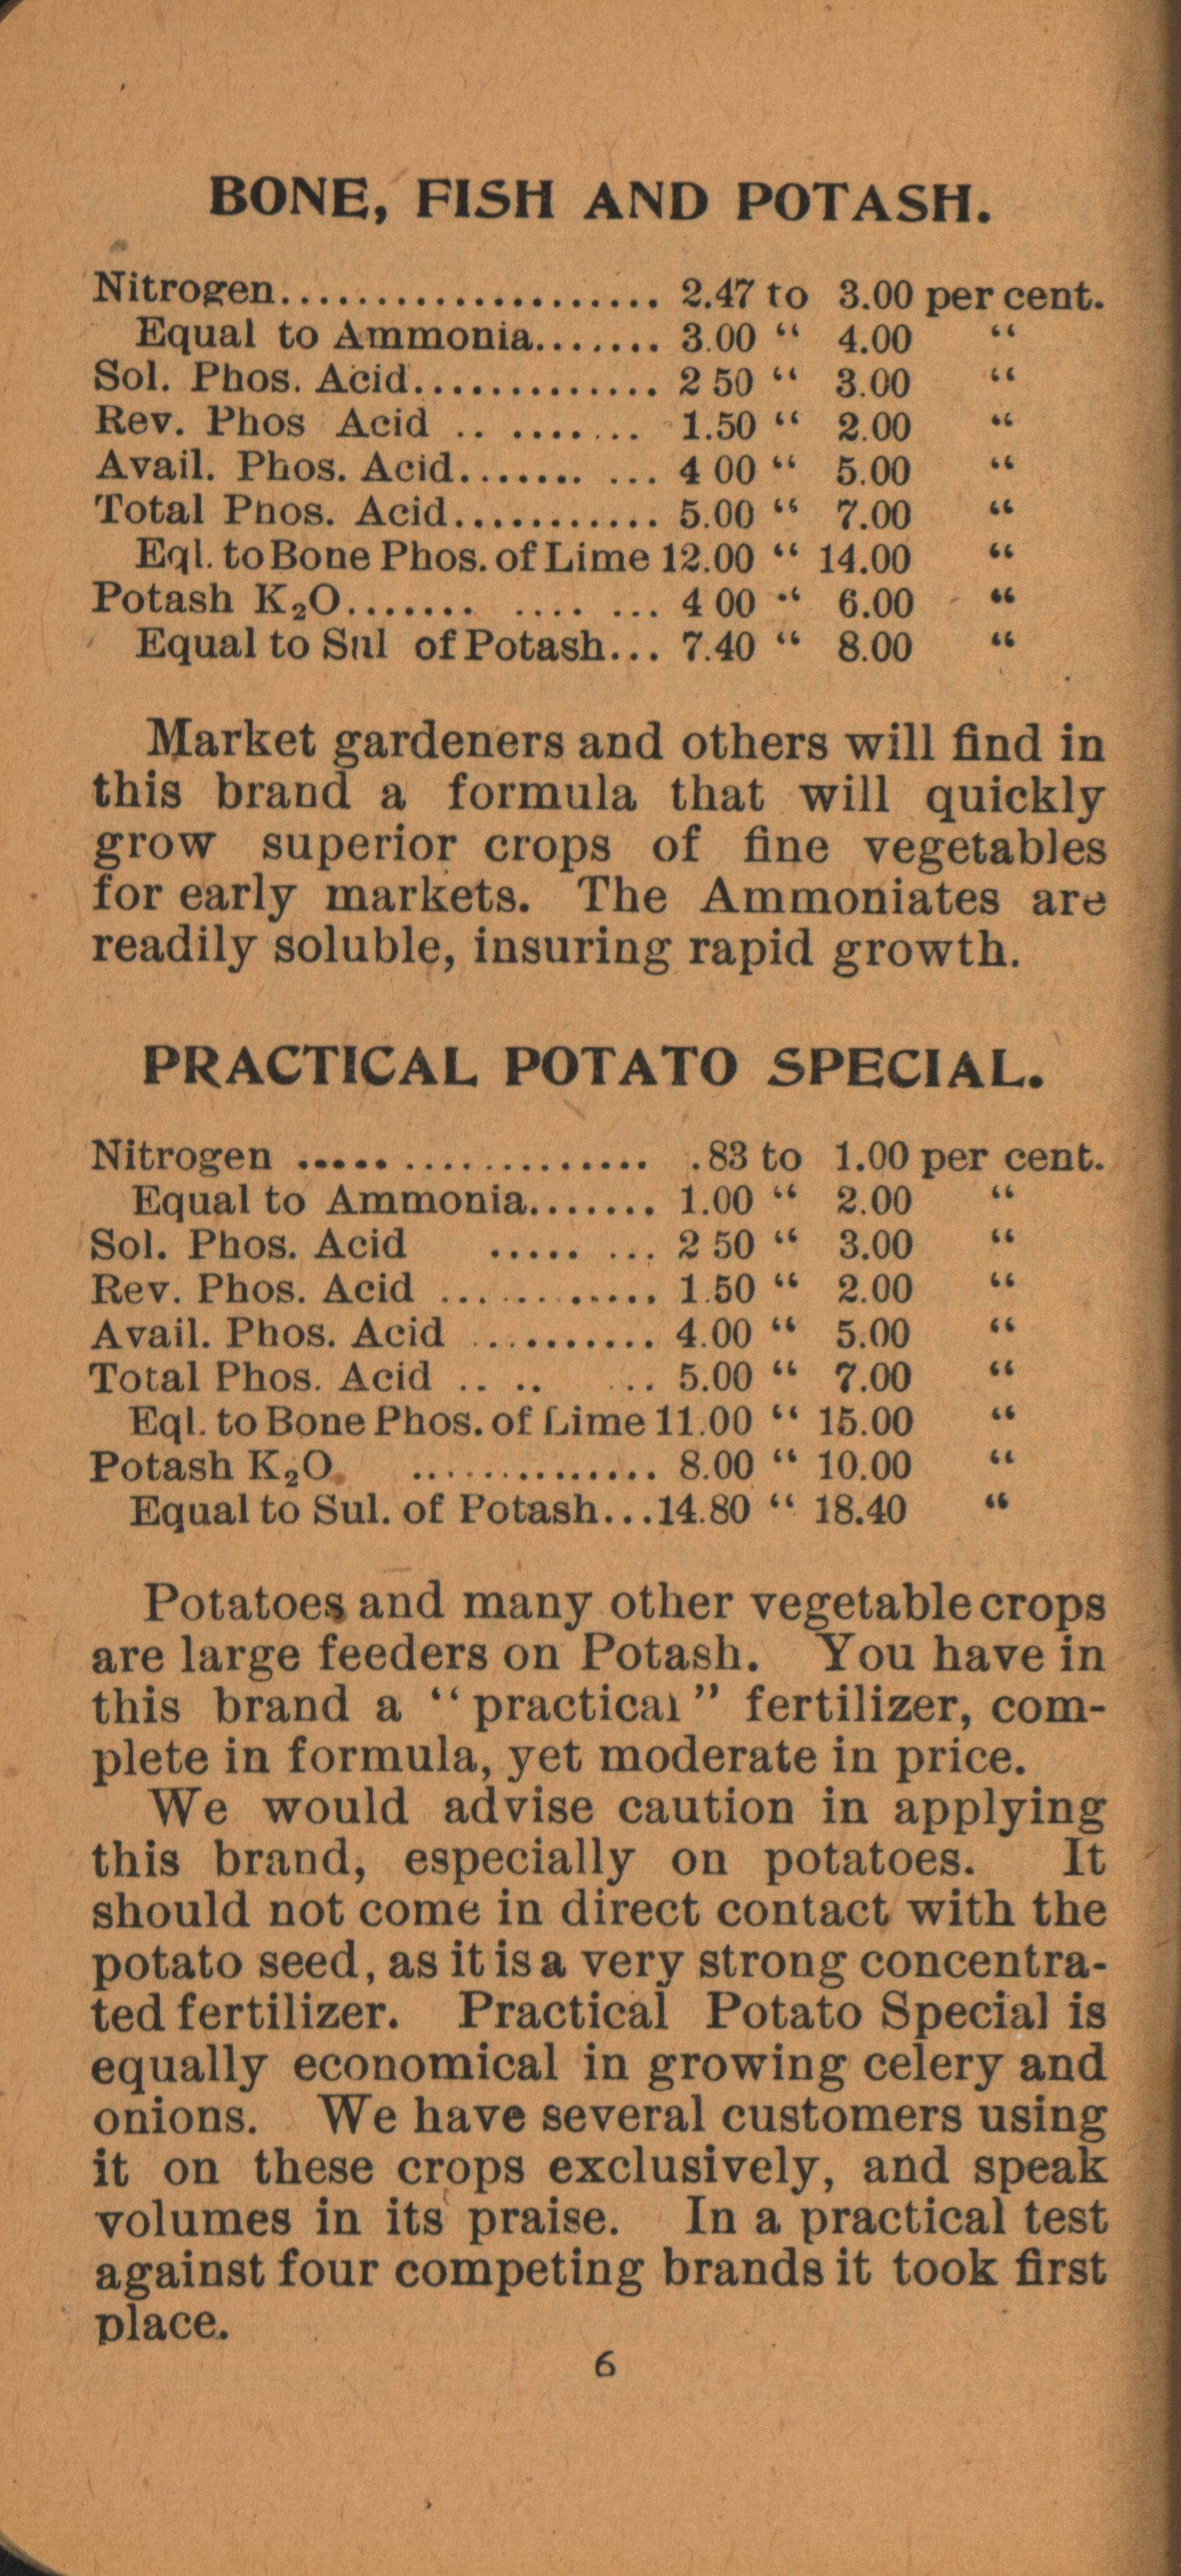 BONE, FISH AND POTASH.
Nitrogen.................... 2.47 to 3.00 per cent.
Equal to Ammonia....... 3.00 “ 4.00 “
Sol. Phos. Acid............. 2 50 “ 3.00 “
Rev. Phos Acid .. ........ 1.50 “ 2.00 “
Avail. Phos. Acid....... ... 4 00 “ 5.00 “
Total Phos. Acid........... 5.00 “ 7.00 “
Eql. to Bone Phos. of Lime 12.00 “ 14.00 “
Potash K₂O....... .... ... 4 00 “ 6.00 “
Equal to Sul of Potash... 7.40 “ 8.00 “
Market gardeners and others will find in
this brand a formula that will quickly
grow superior crops of fine vegetables
for early markets. The Ammoniates are
readily soluble, insuring rapid growth.
PRACTICAL POTATO SPECIAL.
Nitrogen .................. .83 to 1.00 per cent.
Equal to Ammonia....... 1.00 “ 2.00 “
Sol. Phos. Acid ..... ... 2 50 “ 3.00 “
Rev. Phos. Acid ............ 1.50 “ 2.00 “
Avail. Phos. Acid .......... 4.00 “ 5.00 “
Total Phos. Acid .. .. ... 5.00 “ 7.00 “
Eql. to Bone Phos. of Lime 11.00 “ 15.00 “
Potash K₂O. .............. 8.00 “ 10.00 “
Equal to Sul. of Potash...14.80 “ 18.40 “
Potatoes and many other vegetable crops
are large feeders on Potash. You have in
this brand a “practical” fertilizer, com-
plete in formula, yet moderate in price.
We would advise caution in applying
this brand, especially on potatoes. It
should not come in direct contact with the
potato seed, as it is a very strong concentra-
ted fertilizer. Practical Potato Special is
equally economical in growing celery and
onions. We have several customers using
it on these crops exclusively, and speak
volumes in its praise. In a practical test
against four competing brands it took first
place.
6